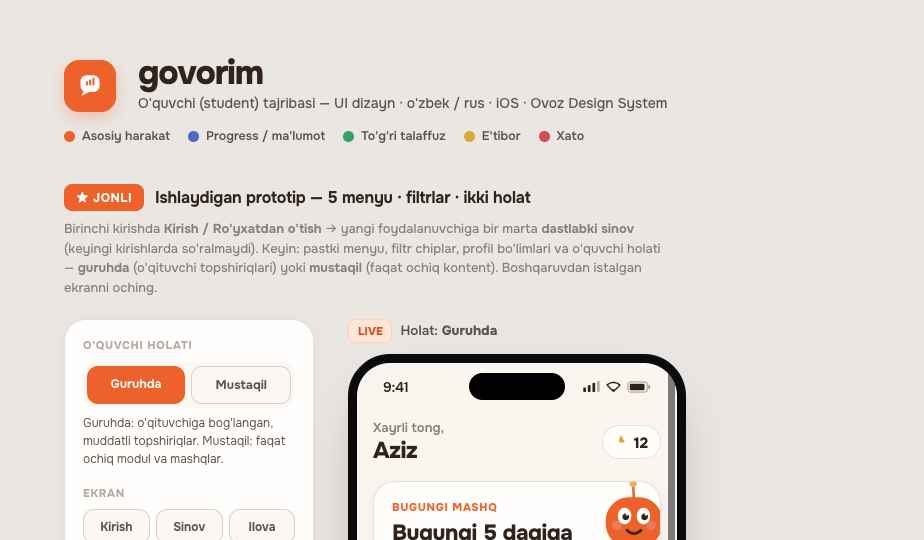 govorim
O'quvchi (student) tajribasi — UI dizayn · o'zbek / rus · iOS · Ovoz Design System
Asosiy harakat Progress / ma'lumot To'g'ri talaffuz E'tibor Xato
JONLI Ishlaydigan prototip — 5 menyu · filtrlar · ikki holat
Birinchi kirishda Kirish / Ro'yxatdan o'tish → yangi foydalanuvchiga bir marta dastlabki sinov
(keyingi kirishlarda so'ralmaydi). Keyin: pastki menyu, filtr chiplar, profil bo'limlari va o'quvchi holati
— guruhda (o'qituvchi topshiriqlari) yoki mustaqil (faqat ochiq kontent). Boshqaruvdan istalgan
ekranni oching.
O'QUVCHI HOLATI
Guruhda Mustaqil
Guruhda: o'qituvchiga bog'langan,
muddatli topshiriqlar. Mustaqil: faqat
ochiq modul va mashqlar.
EKRAN
Kirish Sinov Ilova
LIVE Holat: Guruhda
9:41
Xayrli tong,
Aziz
12
BUGUNGI MASHQ
Bugungi 5 daqiqa